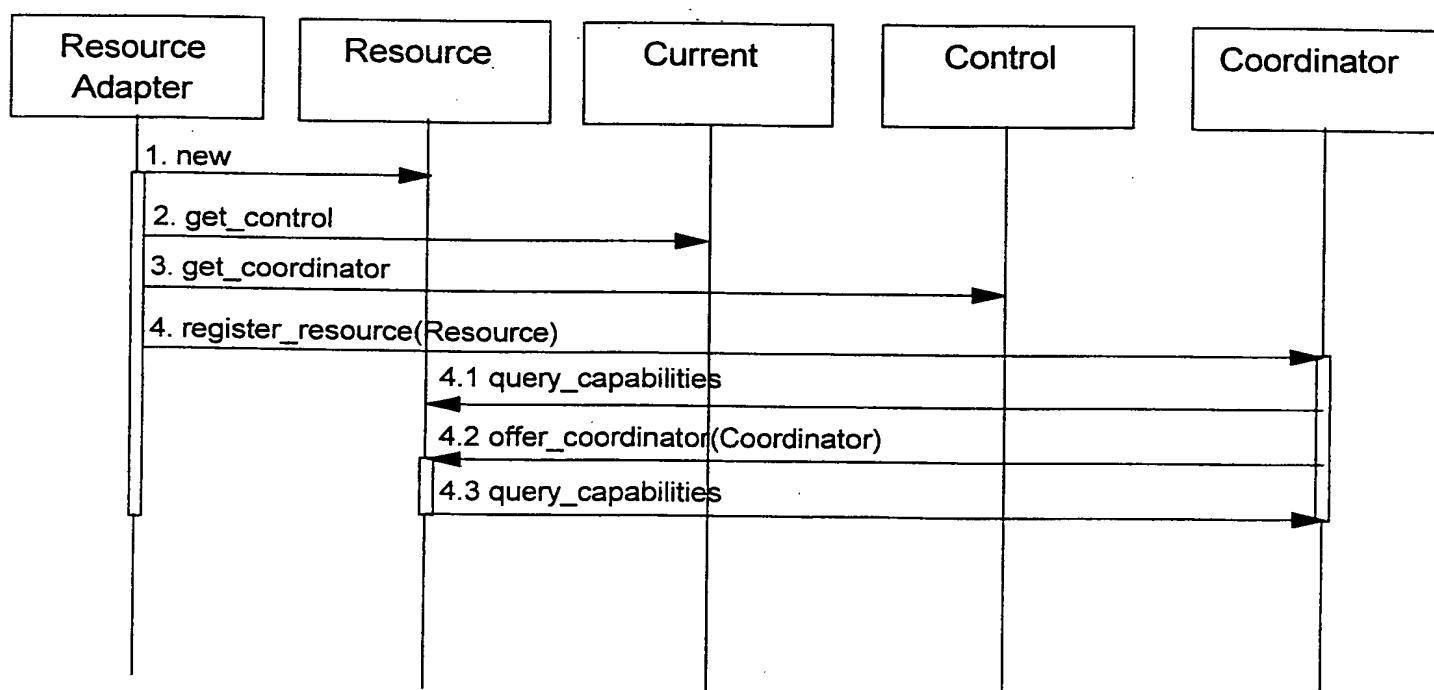 Resource
Adapter
Resource
Current
Control
Coordinator
1. new
2. get_control
3. get_coordinator
4. register_resource(Resource)
4.1 query_capabilities
4.2 offer_coordinator(Coordinator)
4.3 query_capabilities